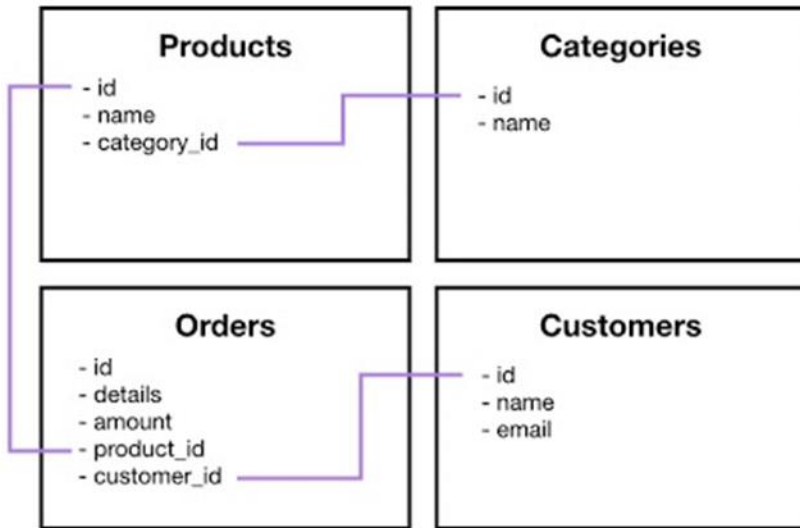 Products
- id
- name
- category_id
Categories
- id
- name
Orders
- id
- details
- amount
- product_id
- customer_id
Customers
- id
- name
- email